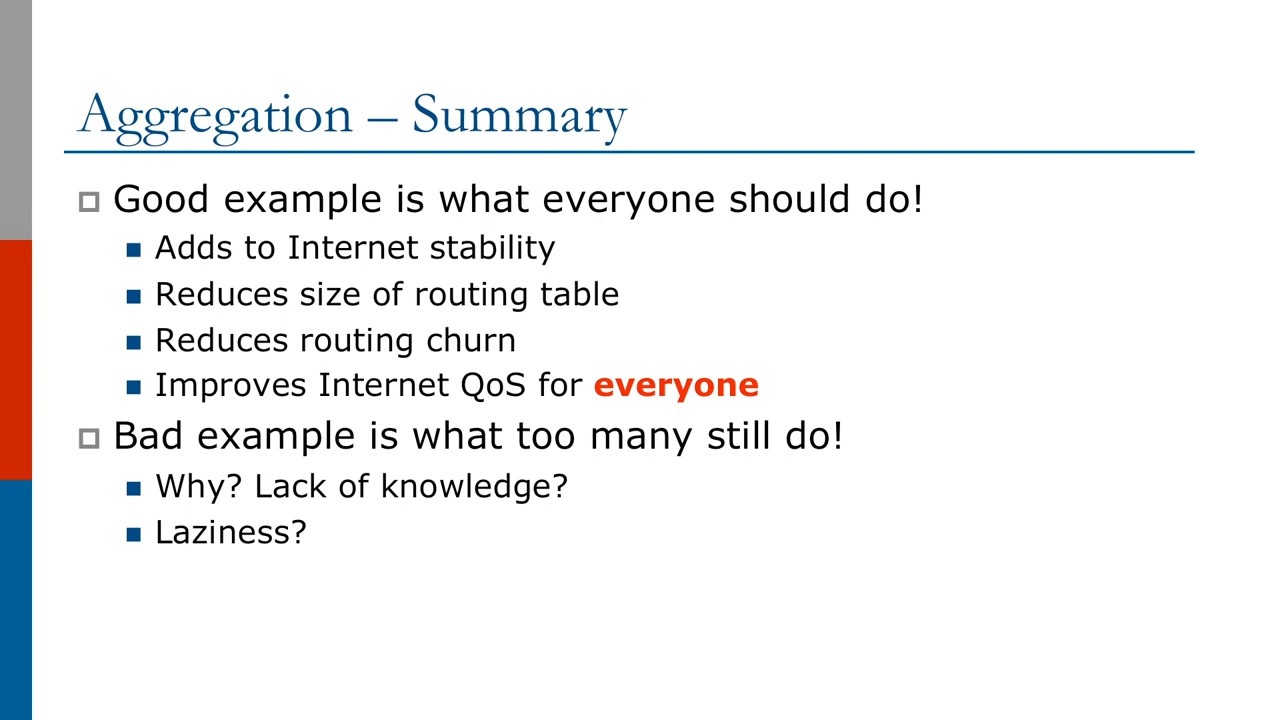 Aggregation – Summary
Good example is what everyone should do!
Adds to Internet stability
Reduces size of routing table
Reduces routing churn
Improves Internet QoS for everyone
Bad example is what too many still do!
Why? Lack of knowledge?
Laziness?